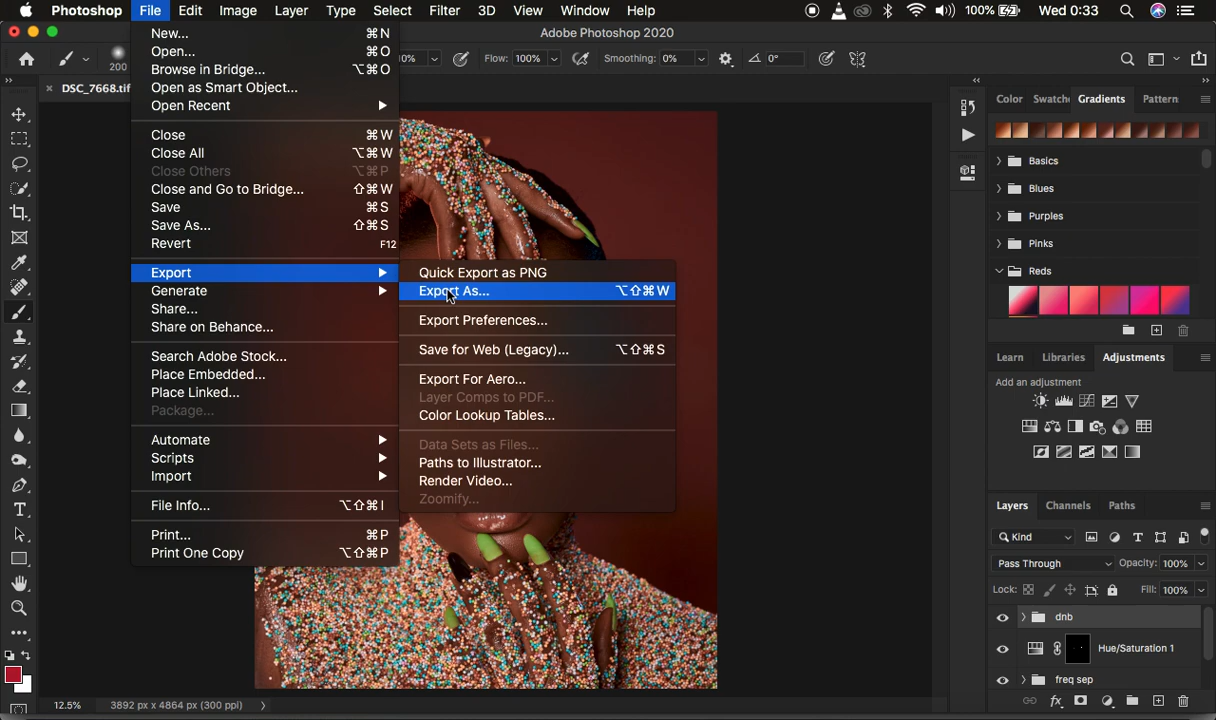 Photoshop File Edit Image Layer Type Select Filter 3D View Window Help 100% Wed 0:33
Adobe Photoshop 2020
200 Flow: 100% Smoothing: 0% 0°
DSC_7668.tif
New... ⌘N
Open... ⌘O
Browse in Bridge... ⌥⌘O
Open as Smart Object...
Open Recent
Close ⌘W
Close All ⌥⌘W
Close Others ⌥⌘P
Close and Go to Bridge... ⇧⌘W
Save ⌘S
Save As... ⇧⌘S
Revert F12
Export
Generate
Share...
Share on Behance...
Search Adobe Stock...
Place Embedded...
Place Linked...
Package...
Automate
Scripts
Import
File Info... ⌥⇧⌘I
Print... ⌘P
Print One Copy ⌥⇧⌘P
Quick Export as PNG
Export As... ⌥⇧⌘W
Export Preferences...
Save for Web (Legacy)... ⌥⇧⌘S
Export For Aero...
Layer Comps to PDF...
Color Lookup Tables...
Data Sets as Files...
Paths to Illustrator...
Render Video...
Zoomify...
Color Swatche Gradients Pattern
Basics
Blues
Purples
Pinks
Reds
Learn Libraries Adjustments
Add an adjustment
Layers Channels Paths
Kind
Pass Through Opacity: 100%
Lock: Fill: 100%
dnb
Hue/Saturation 1
freq sep
12.5% 3892 px x 4864 px (300 ppi)